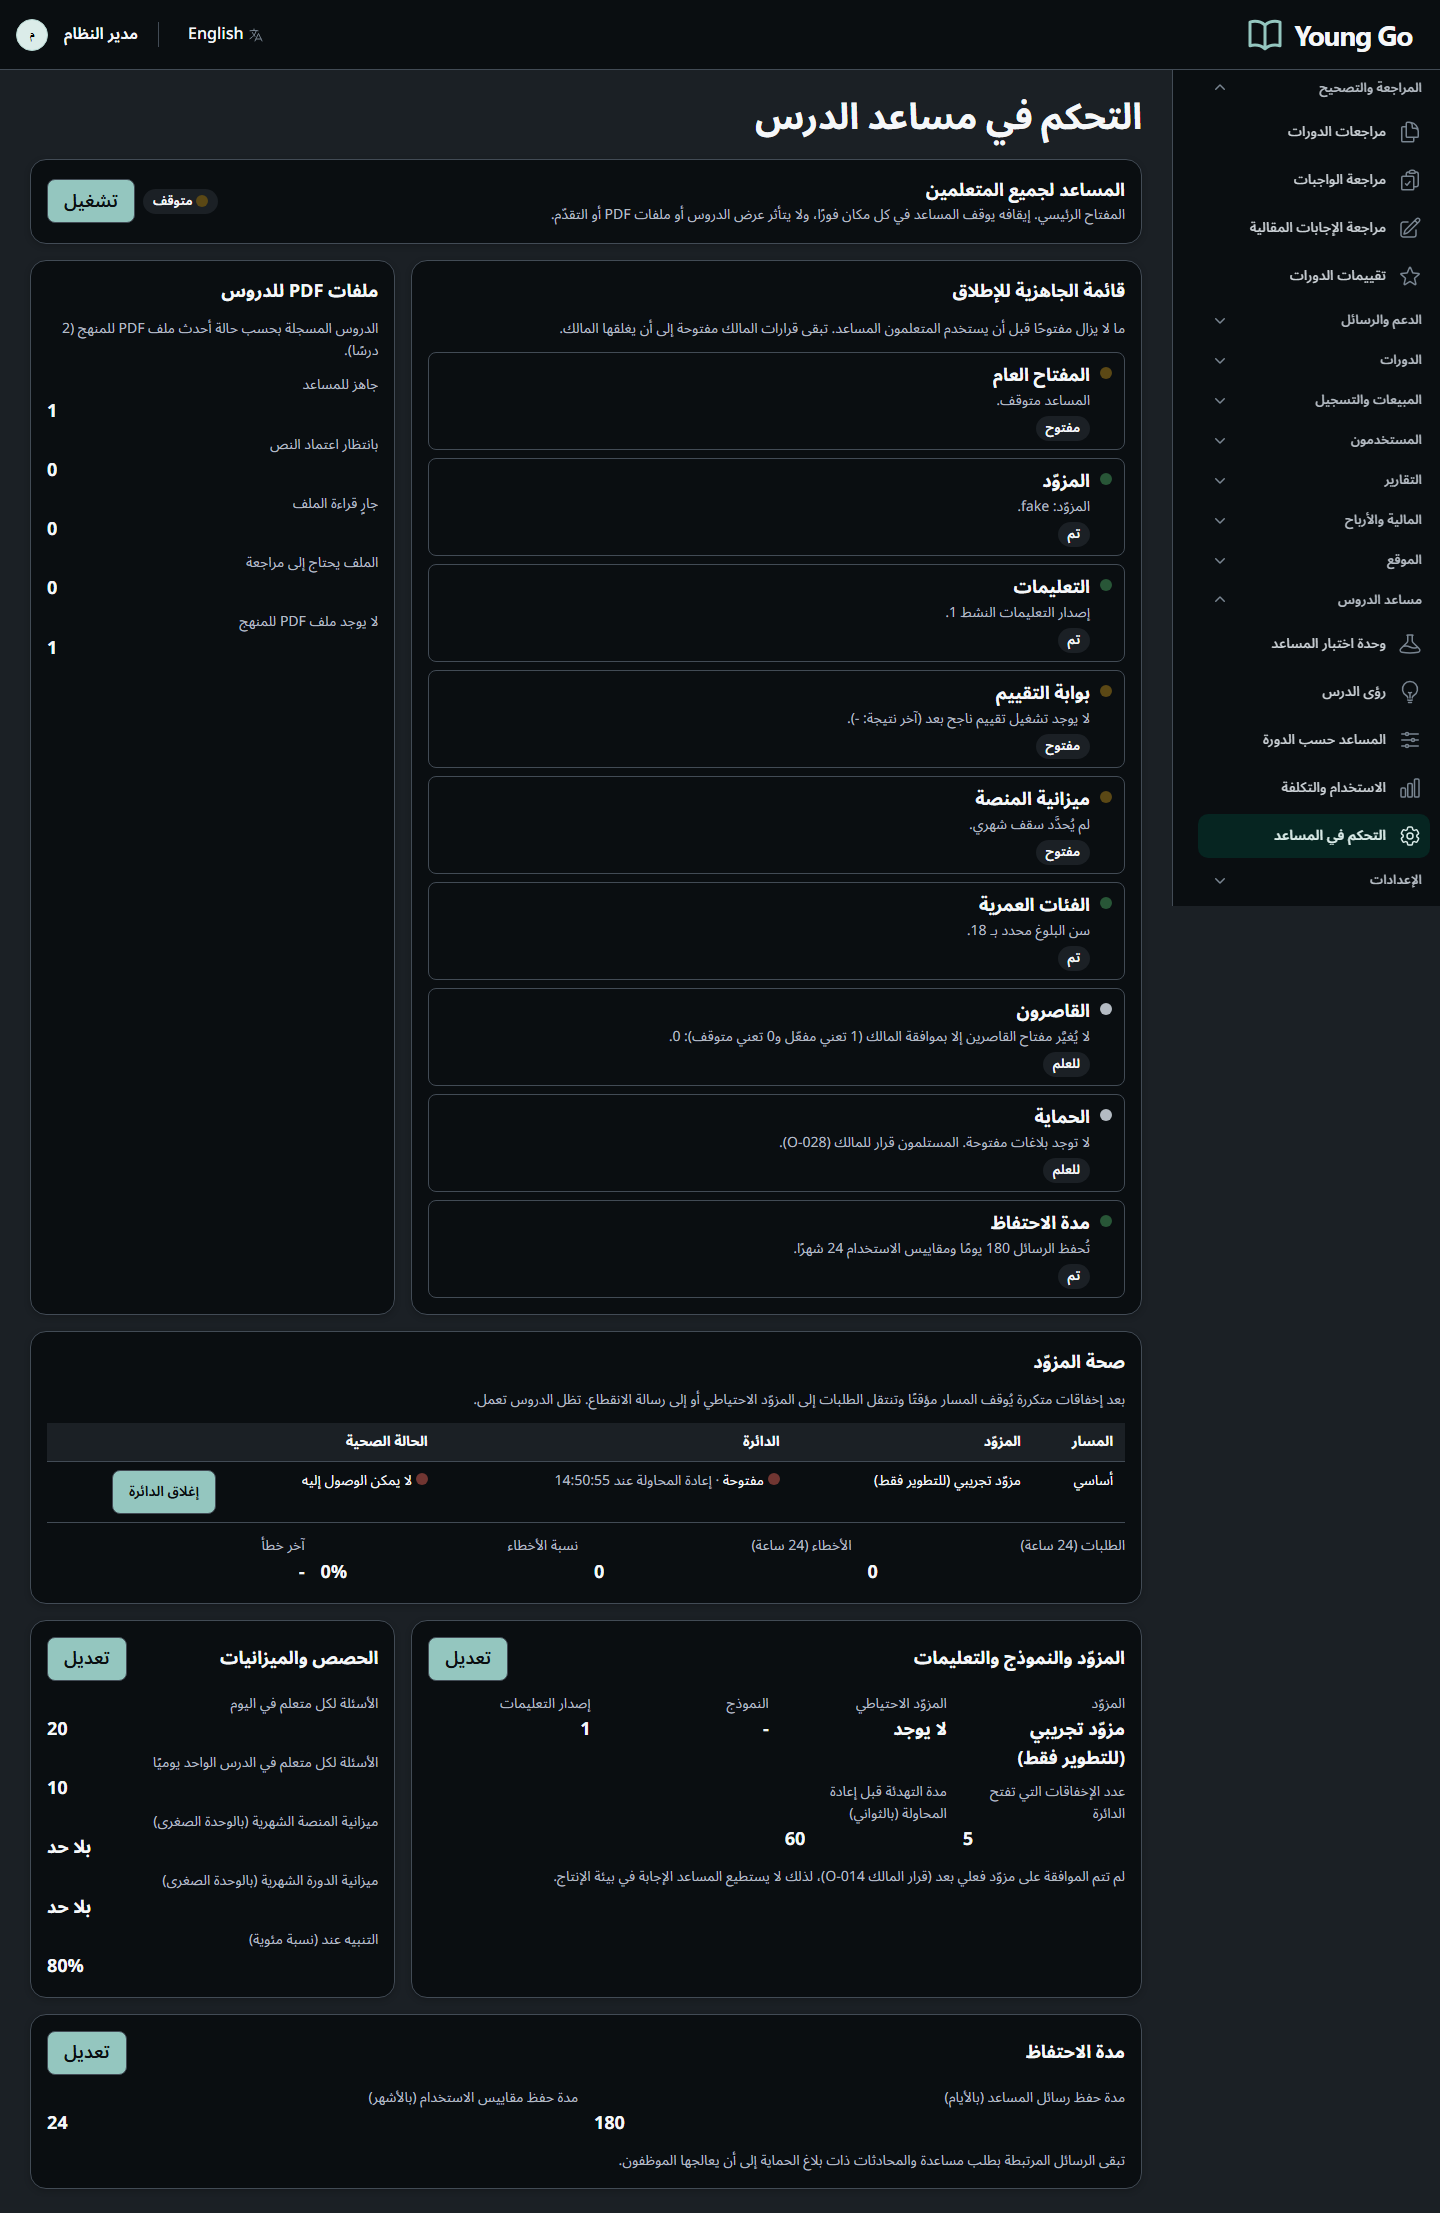 Young Go
English
مدير النظام
م
المراجعة والتصحيح
مراجعات الدورات
مراجعة الواجبات
مراجعة الإجابات المقالية
تقييمات الدورات
الدعم والرسائل
الدورات
المبيعات والتسجيل
المستخدمون
التقارير
المالية والأرباح
الموقع
مساعد الدروس
وحدة اختبار المساعد
رؤى الدرس
المساعد حسب الدورة
الاستخدام والتكلفة
التحكم في المساعد
الإعدادات
التحكم في مساعد الدرس
المساعد لجميع المتعلمين
المفتاح الرئيسي. إيقافه يوقف المساعد في كل مكان فورًا، ولا يتأثر عرض الدروس أو ملفات PDF أو التقدّم.
متوقف
تشغيل
قائمة الجاهزية للإطلاق
ما لا يزال مفتوحًا قبل أن يستخدم المتعلمون المساعد. تبقى قرارات المالك مفتوحة إلى أن يغلقها المالك.
المفتاح العام
المساعد متوقف.
مفتوح
المزوّد
المزوّد: fake.
تم
التعليمات
إصدار التعليمات النشط 1.
تم
بوابة التقييم
لا يوجد تشغيل تقييم ناجح بعد (آخر نتيجة: -).
مفتوح
ميزانية المنصة
لم يُحدَّد سقف شهري.
مفتوح
الفئات العمرية
سن البلوغ محدد بـ 18.
تم
القاصرون
لا يُغيَّر مفتاح القاصرين إلا بموافقة المالك (1 تعني مفعّل و0 تعني متوقف): 0.
للعلم
الحماية
لا توجد بلاغات مفتوحة. المستلمون قرار للمالك (O-028).
للعلم
مدة الاحتفاظ
تُحفظ الرسائل 180 يومًا ومقاييس الاستخدام 24 شهرًا.
تم
ملفات PDF للدروس
الدروس المسجلة بحسب حالة أحدث ملف PDF للمنهج (2
درسًا).
جاهز للمساعد
1
بانتظار اعتماد النص
0
جارٍ قراءة الملف
0
الملف يحتاج إلى مراجعة
0
لا يوجد ملف PDF للمنهج
1
صحة المزوّد
بعد إخفاقات متكررة يُوقف المسار مؤقتًا وتنتقل الطلبات إلى المزوّد الاحتياطي أو إلى رسالة الانقطاع. تظل الدروس تعمل.
المسار المزوّد الدائرة الحالة الصحية
أساسي مزوّد تجريبي (للتطوير فقط) مفتوحة · إعادة المحاولة عند 14:50:55 لا يمكن الوصول إليه إغلاق الدائرة
الطلبات (24 ساعة) الأخطاء (24 ساعة) نسبة الأخطاء آخر خطأ
0 0 0% -
المزوّد والنموذج والتعليمات
تعديل
المزوّد المزوّد الاحتياطي النموذج إصدار التعليمات
مزوّد تجريبي لا يوجد - 1
(للتطوير فقط)
عدد الإخفاقات التي تفتح
الدائرة
5
مدة التهدئة قبل إعادة
المحاولة (بالثواني)
60
لم تتم الموافقة على مزوّد فعلي بعد (قرار المالك O-014)، لذلك لا يستطيع المساعد الإجابة في بيئة الإنتاج.
الحصص والميزانيات
تعديل
الأسئلة لكل متعلم في اليوم
20
الأسئلة لكل متعلم في الدرس الواحد يوميًا
10
ميزانية المنصة الشهرية (بالوحدة الصغرى)
بلا حد
ميزانية الدورة الشهرية (بالوحدة الصغرى)
بلا حد
التنبيه عند (نسبة مئوية)
80%
مدة الاحتفاظ
تعديل
مدة حفظ رسائل المساعد (بالأيام)
180
مدة حفظ مقاييس الاستخدام (بالأشهر)
24
تبقى الرسائل المرتبطة بطلب مساعدة والمحادثات ذات بلاغ الحماية إلى أن يعالجها الموظفون.